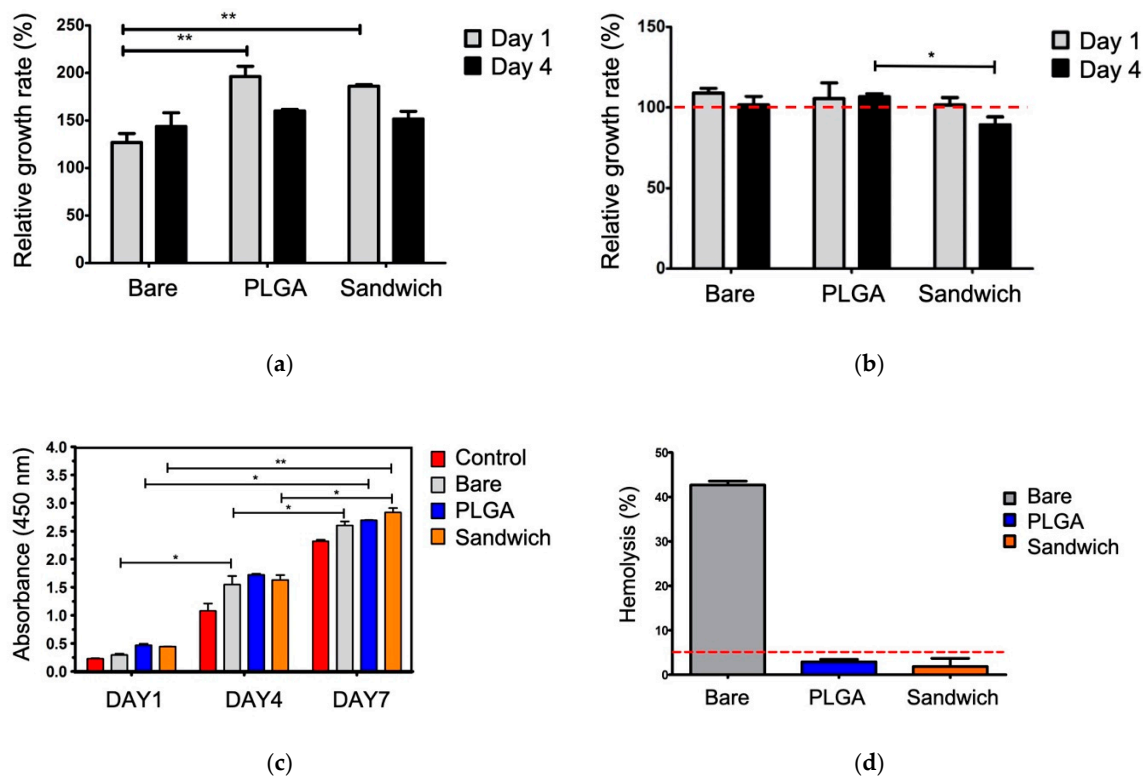 Relative growth rate (%)
250
200
150
100
50
0
**
**
Day 1
Day 4
Bare PLGA Sandwich
(a)
Relative growth rate (%)
150
100
50
0
*
Day 1
Day 4
Bare PLGA Sandwich
(b)
Absorbance (450 nm)
4.0
3.5
3.0
2.5
2.0
1.5
1.0
0.5
0.0
**
*
*
*
*
Control
Bare
PLGA
Sandwich
DAY1 DAY4 DAY7
(c)
Hemolysis (%)
50
40
30
20
10
0
Bare
PLGA
Sandwich
Bare PLGA Sandwich
(d)